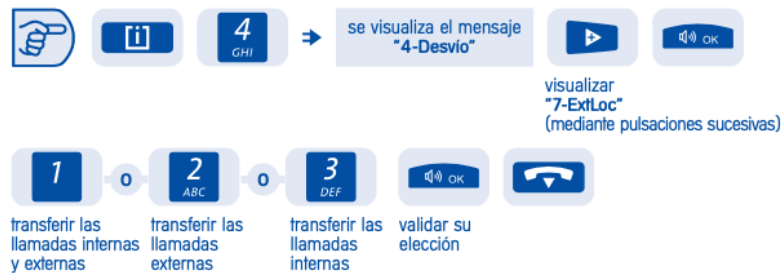 [i]
4
GHI
se visualiza el mensaje
"4-Desvío"
OK
visualizar
"7-ExtLoc"
(mediante pulsaciones sucesivas)
1
o
2
ABC
o
3
DEF
OK
transferir las
llamadas internas
y externas
transferir las
llamadas
externas
transferir las
llamadas
internas
validar su
elección